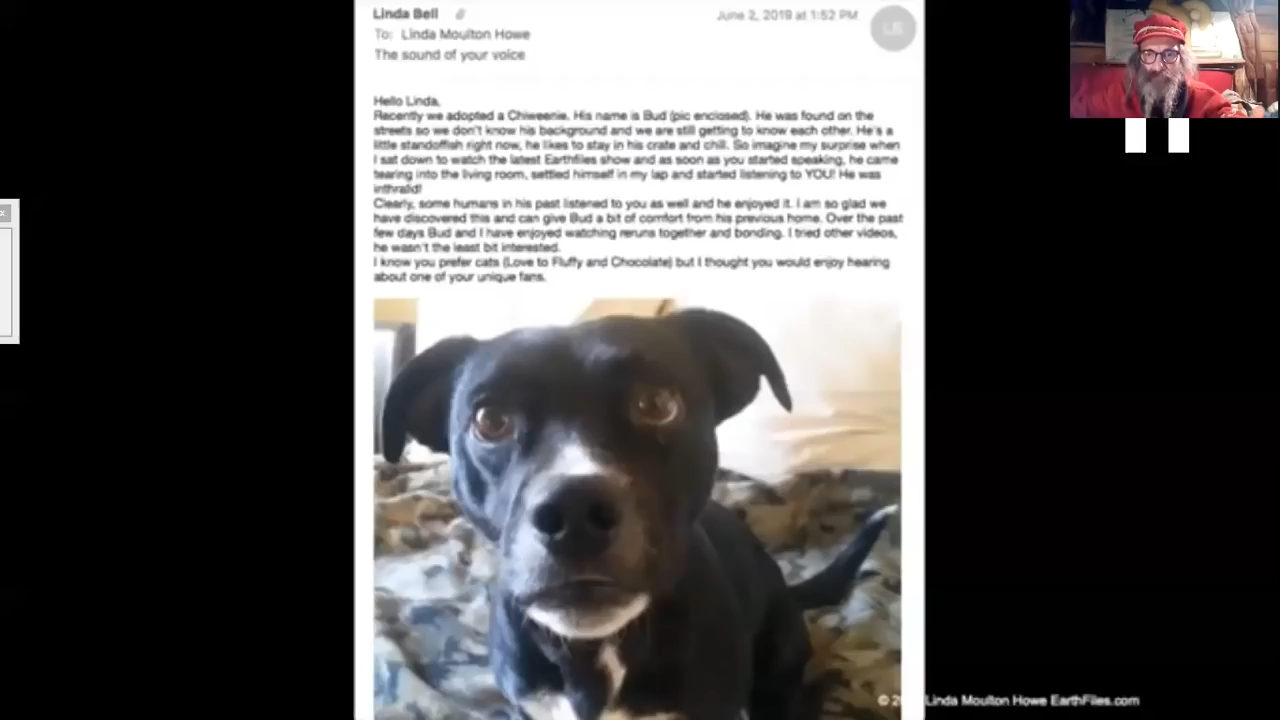 Linda Bell
June 2, 2019 at 1:52 PM
LB
To: Linda Moulton Howe
The sound of your voice
Hello Linda,
Recently we adopted a Chiweenie. His name is Bud (pic enclosed). He was found on the
streets so we don't know his background and we are still getting to know each other. He's a
little standoffish right now, he likes to stay in his crate and chill. So imagine my surprise when
I sat down to watch the latest Earthfiles show and as soon as you started speaking, he came
tearing into the living room, settled himself in my lap and started listening to YOU! He was
inthralld!
Clearly, some humans in his past listened to you as well and he enjoyed it. I am so glad we
have discovered this and can give Bud a bit of comfort from his previous home. Over the past
few days Bud and I have enjoyed watching reruns together and bonding. I tried other videos,
he wasn't the least bit interested.
I know you prefer cats (Love to Fluffy and Chocolate) but I thought you would enjoy hearing
about one of your unique fans.
© Linda Moulton Howe EarthFiles.com